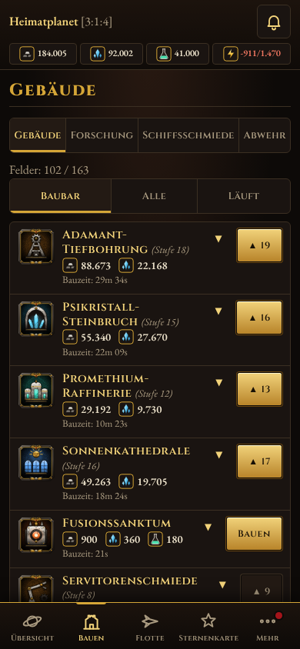 Heimatplanet [3:1:4]
184.005 92.002 41.000 -911/1.470
Gebäude
Gebäude Forschung Schiffsschmiede Abwehr
Felder: 102 / 163
Baubar Alle Läuft
Adamant-
Tiefbohrung (Stufe 18) ▼ ▲ 19
88.673 22.168
Bauzeit: 29m 34s
Psikristall-
Steinbruch (Stufe 15) ▼ ▲ 16
55.340 27.670
Bauzeit: 22m 09s
Promethium-
Raffinerie (Stufe 12) ▼ ▲ 13
29.192 9.730
Bauzeit: 10m 23s
Sonnenkathedrale ▼ ▲ 17
(Stufe 16)
49.263 19.705
Bauzeit: 18m 24s
Fusionssanktum ▼ Bauen
900 360 180
Bauzeit: 21s
Servitorenschmiede ▼ ▲ 9
(Stufe 8)
Übersicht Bauen Flotte Sternenkarte Mehr